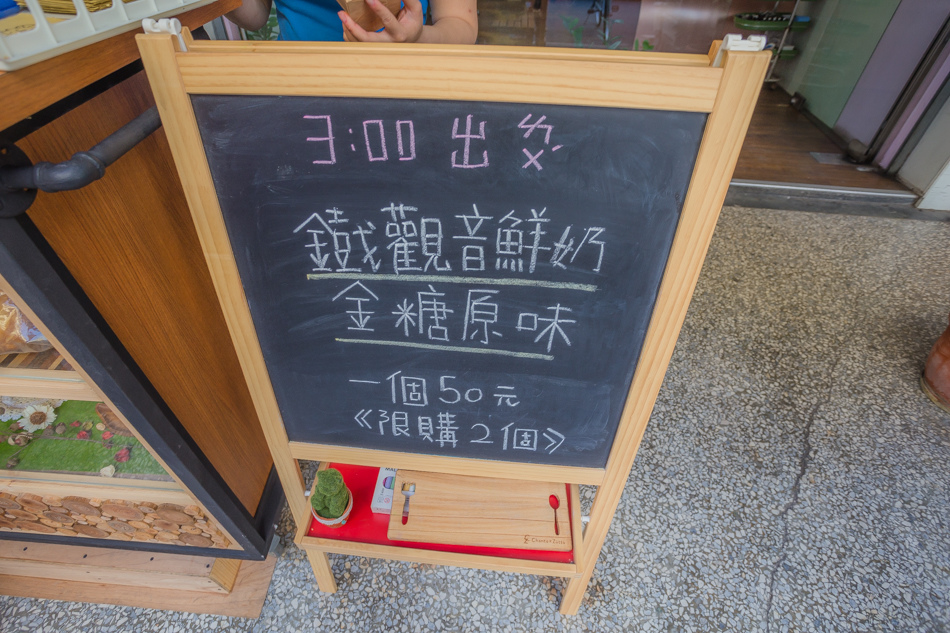 3:00 出爐
鐵觀音鮮奶
金糖原味
一個50元
《限購2個》